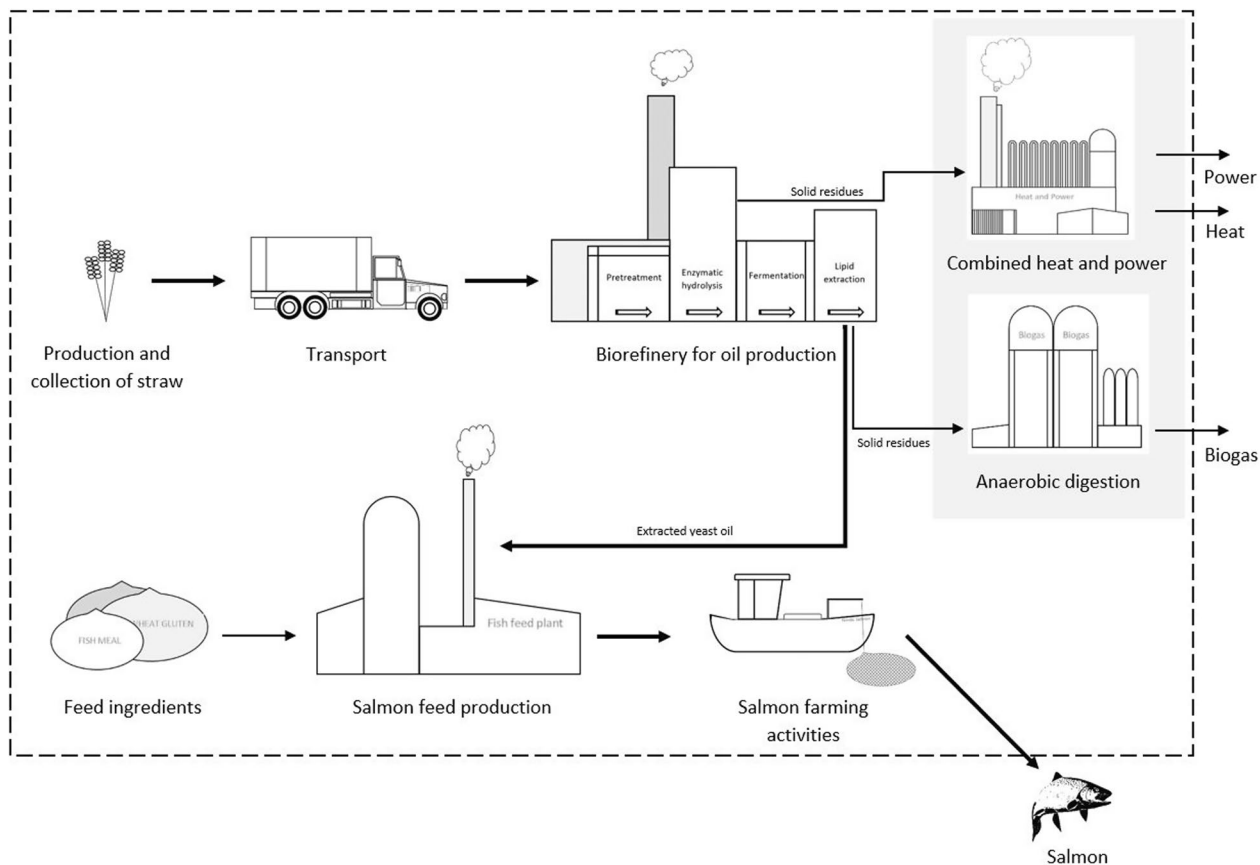 Solid residues
Power
Heat and Power
Heat
Pretreatment
Enzymatic
hydrolysis
Fermentation
Lipid
extraction
Combined heat and power
Production and
collection of straw
Transport
Biorefinery for oil production
Biogas
Biogas
Solid residues
Biogas
Anaerobic digestion
Extracted yeast oil
WHEAT GLUTEN
FISH MEAL
Fish feed plant
Feed ingredients
Salmon feed production
Salmon farming
activities
Salmon